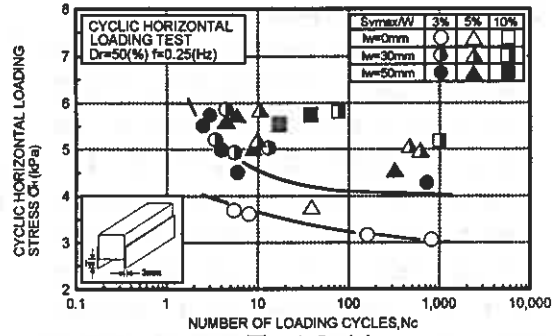 CYCLIC HORIZONTAL
LOADING TEST
Dr=50(%) f=0.25(Hz)
Svmax/W 3% 5% 10%
lw=0mm
lw=30mm
lw=50mm
CYCLIC HORIZONTAL LOADING
STRESS (kPa)
8
7
6
5
4
3
2
3mm
0.1 1 10 100 1,000 10,000
NUMBER OF LOADING CYCLES,Nc